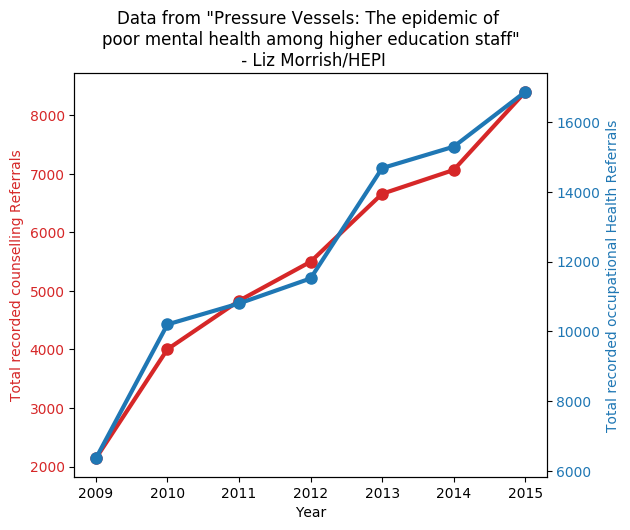 Data from "Pressure Vessels: The epidemic of
poor mental health among higher education staff"
- Liz Morrish/HEPI
Total recorded counselling Referrals
8000
7000
6000
5000
4000
3000
2000
16000
14000
12000
10000
8000
6000
Total recorded occupational Health Referrals
2009 2010 2011 2012 2013 2014 2015
Year